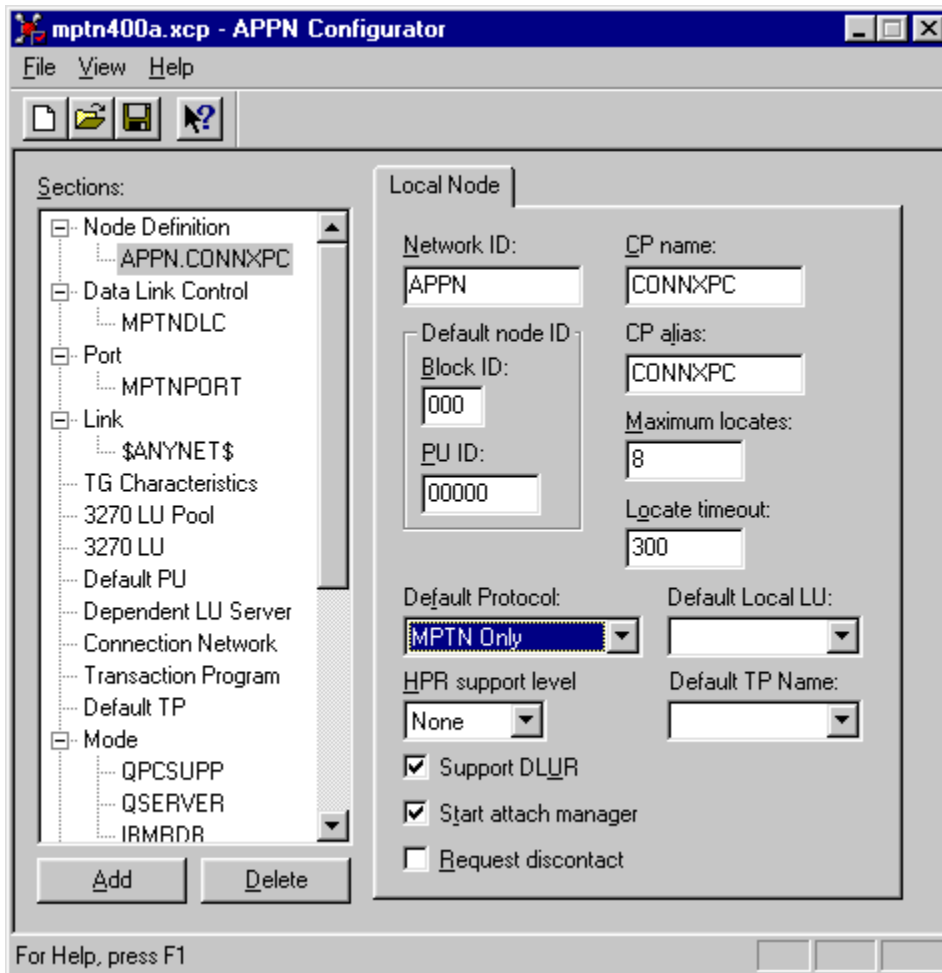 mptn400a.xcp - APPN Configurator
File View Help
Sections:
Node Definition
APPN.CONNXPC
Data Link Control
MPTNDLC
Port
MPTNPORT
Link
$ANYNET$
TG Characteristics
3270 LU Pool
3270 LU
Default PU
Dependent LU Server
Connection Network
Transaction Program
Default TP
Mode
QPCSUPP
QSERVER
IBMRDB
Add Delete
Local Node
Network ID: CP name:
APPN CONNXPC
Default node ID CP alias:
Block ID: CONNXPC
000 Maximum locates:
PU ID: 8
00000 Locate timeout:
300
Default Protocol: Default Local LU:
MPTN Only
HPR support level Default TP Name:
None
Support DLUR
Start attach manager
Request discontact
For Help, press F1